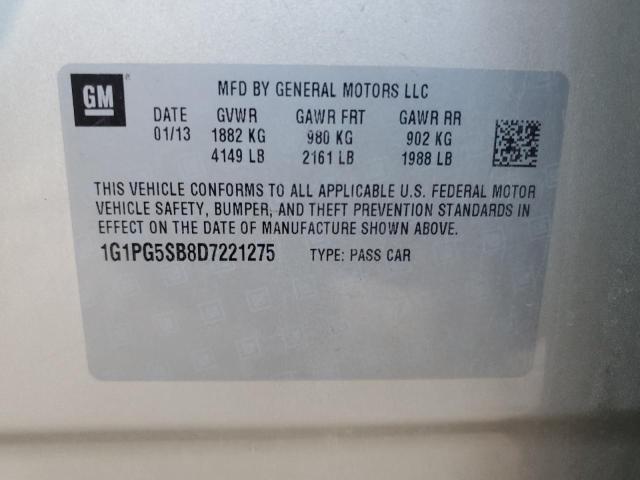 GM
MFD BY GENERAL MOTORS LLC
DATE GVWR GAWR FRT GAWR RR
01/13 1882 KG 980 KG 902 KG
4149 LB 2161 LB 1988 LB
THIS VEHICLE CONFORMS TO ALL APPLICABLE U.S. FEDERAL MOTOR
VEHICLE SAFETY, BUMPER, AND THEFT PREVENTION STANDARDS IN
EFFECT ON THE DATE OF MANUFACTURE SHOWN ABOVE.
1G1PG5SB8D7221275 TYPE: PASS CAR